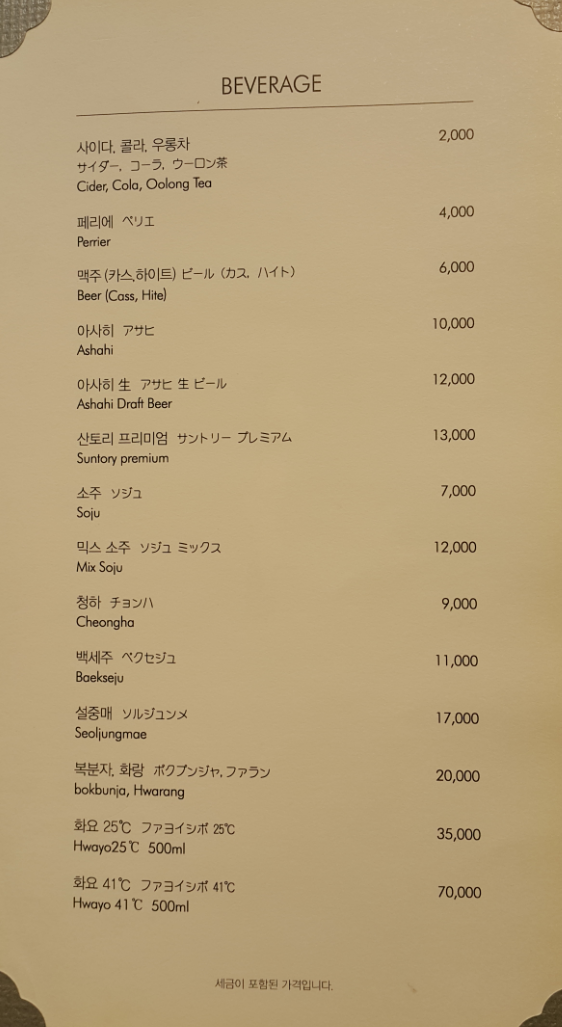 BEVERAGE
사이다, 콜라, 우롱차 2,000
サイダー, コーラ, ウーロン茶
Cider, Cola, Oolong Tea
페리에 ペリエ 4,000
Perrier
맥주 (카스,하이트) ビール (カス, ハイト) 6,000
Beer (Cass, Hite)
아사히 アサヒ 10,000
Ashahi
아사히 生 アサヒ 生 ビール 12,000
Ashahi Draft Beer
산토리 프리미엄 サントリー プレミアム 13,000
Suntory premium
소주 ソジュ 7,000
Soju
믹스 소주 ソジュ ミックス 12,000
Mix Soju
청하 チョンハ 9,000
Cheongha
백세주 ベクセジュ 11,000
Baekseju
설중매 ソルジュンメ 17,000
Seoljungmae
복분자, 화랑 ボクブンジャ, ファラン 20,000
bokbunja, Hwarang
화요 25℃ ファヨイシボ 25℃ 35,000
Hwayo25℃ 500ml
화요 41℃ ファヨイシボ 41℃ 70,000
Hwayo 41℃ 500ml
세금이 포함된 가격입니다.